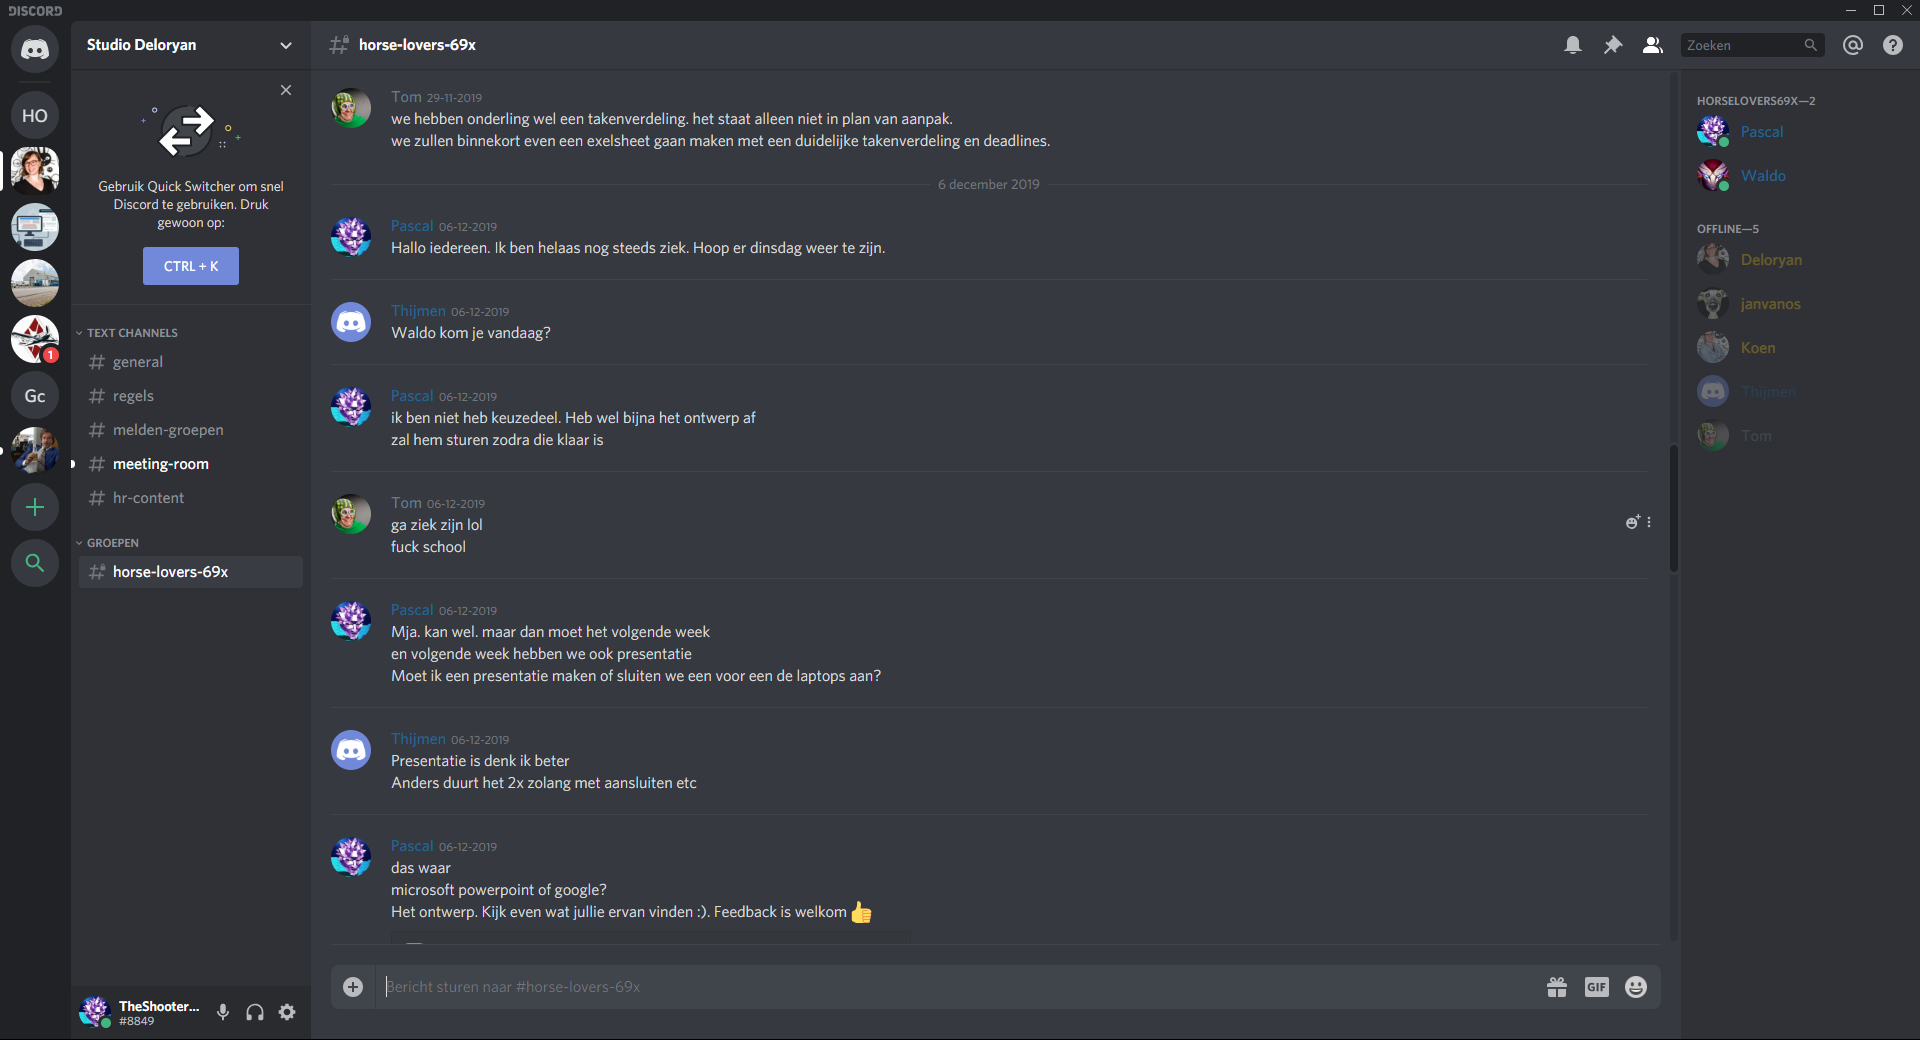 DISCORD
HO
1
Gc
Studio Deloryan
Gebruik Quick Switcher om snel
Discord te gebruiken. Druk
gewoon op:
CTRL + K
TEXT CHANNELS
general
regels
melden-groepen
meeting-room
hr-content
GROEPEN
horse-lovers-69x
TheShooter...
#8849
horse-lovers-69x
Zoeken
Tom 29-11-2019
we hebben onderling wel een takenverdeling. het staat alleen niet in plan van aanpak.
we zullen binnekort even een exelsheet gaan maken met een duidelijke takenverdeling en deadlines.
6 december 2019
Pascal 06-12-2019
Hallo iedereen. Ik ben helaas nog steeds ziek. Hoop er dinsdag weer te zijn.
Thijmen 06-12-2019
Waldo kom je vandaag?
Pascal 06-12-2019
ik ben niet heb keuzedeel. Heb wel bijna het ontwerp af
zal hem sturen zodra die klaar is
Tom 06-12-2019
ga ziek zijn lol
fuck school
Pascal 06-12-2019
Mja. kan wel. maar dan moet het volgende week
en volgende week hebben we ook presentatie
Moet ik een presentatie maken of sluiten we een voor een de laptops aan?
Thijmen 06-12-2019
Presentatie is denk ik beter
Anders duurt het 2x zolang met aansluiten etc
Pascal 06-12-2019
das waar
microsoft powerpoint of google?
Het ontwerp. Kijk even wat jullie ervan vinden :). Feedback is welkom 👍
Bericht sturen naar #horse-lovers-69x
GIF
HORSELOVERS69X—2
Pascal
Waldo
OFFLINE—5
Deloryan
janvanos
Koen
Thijmen
Tom